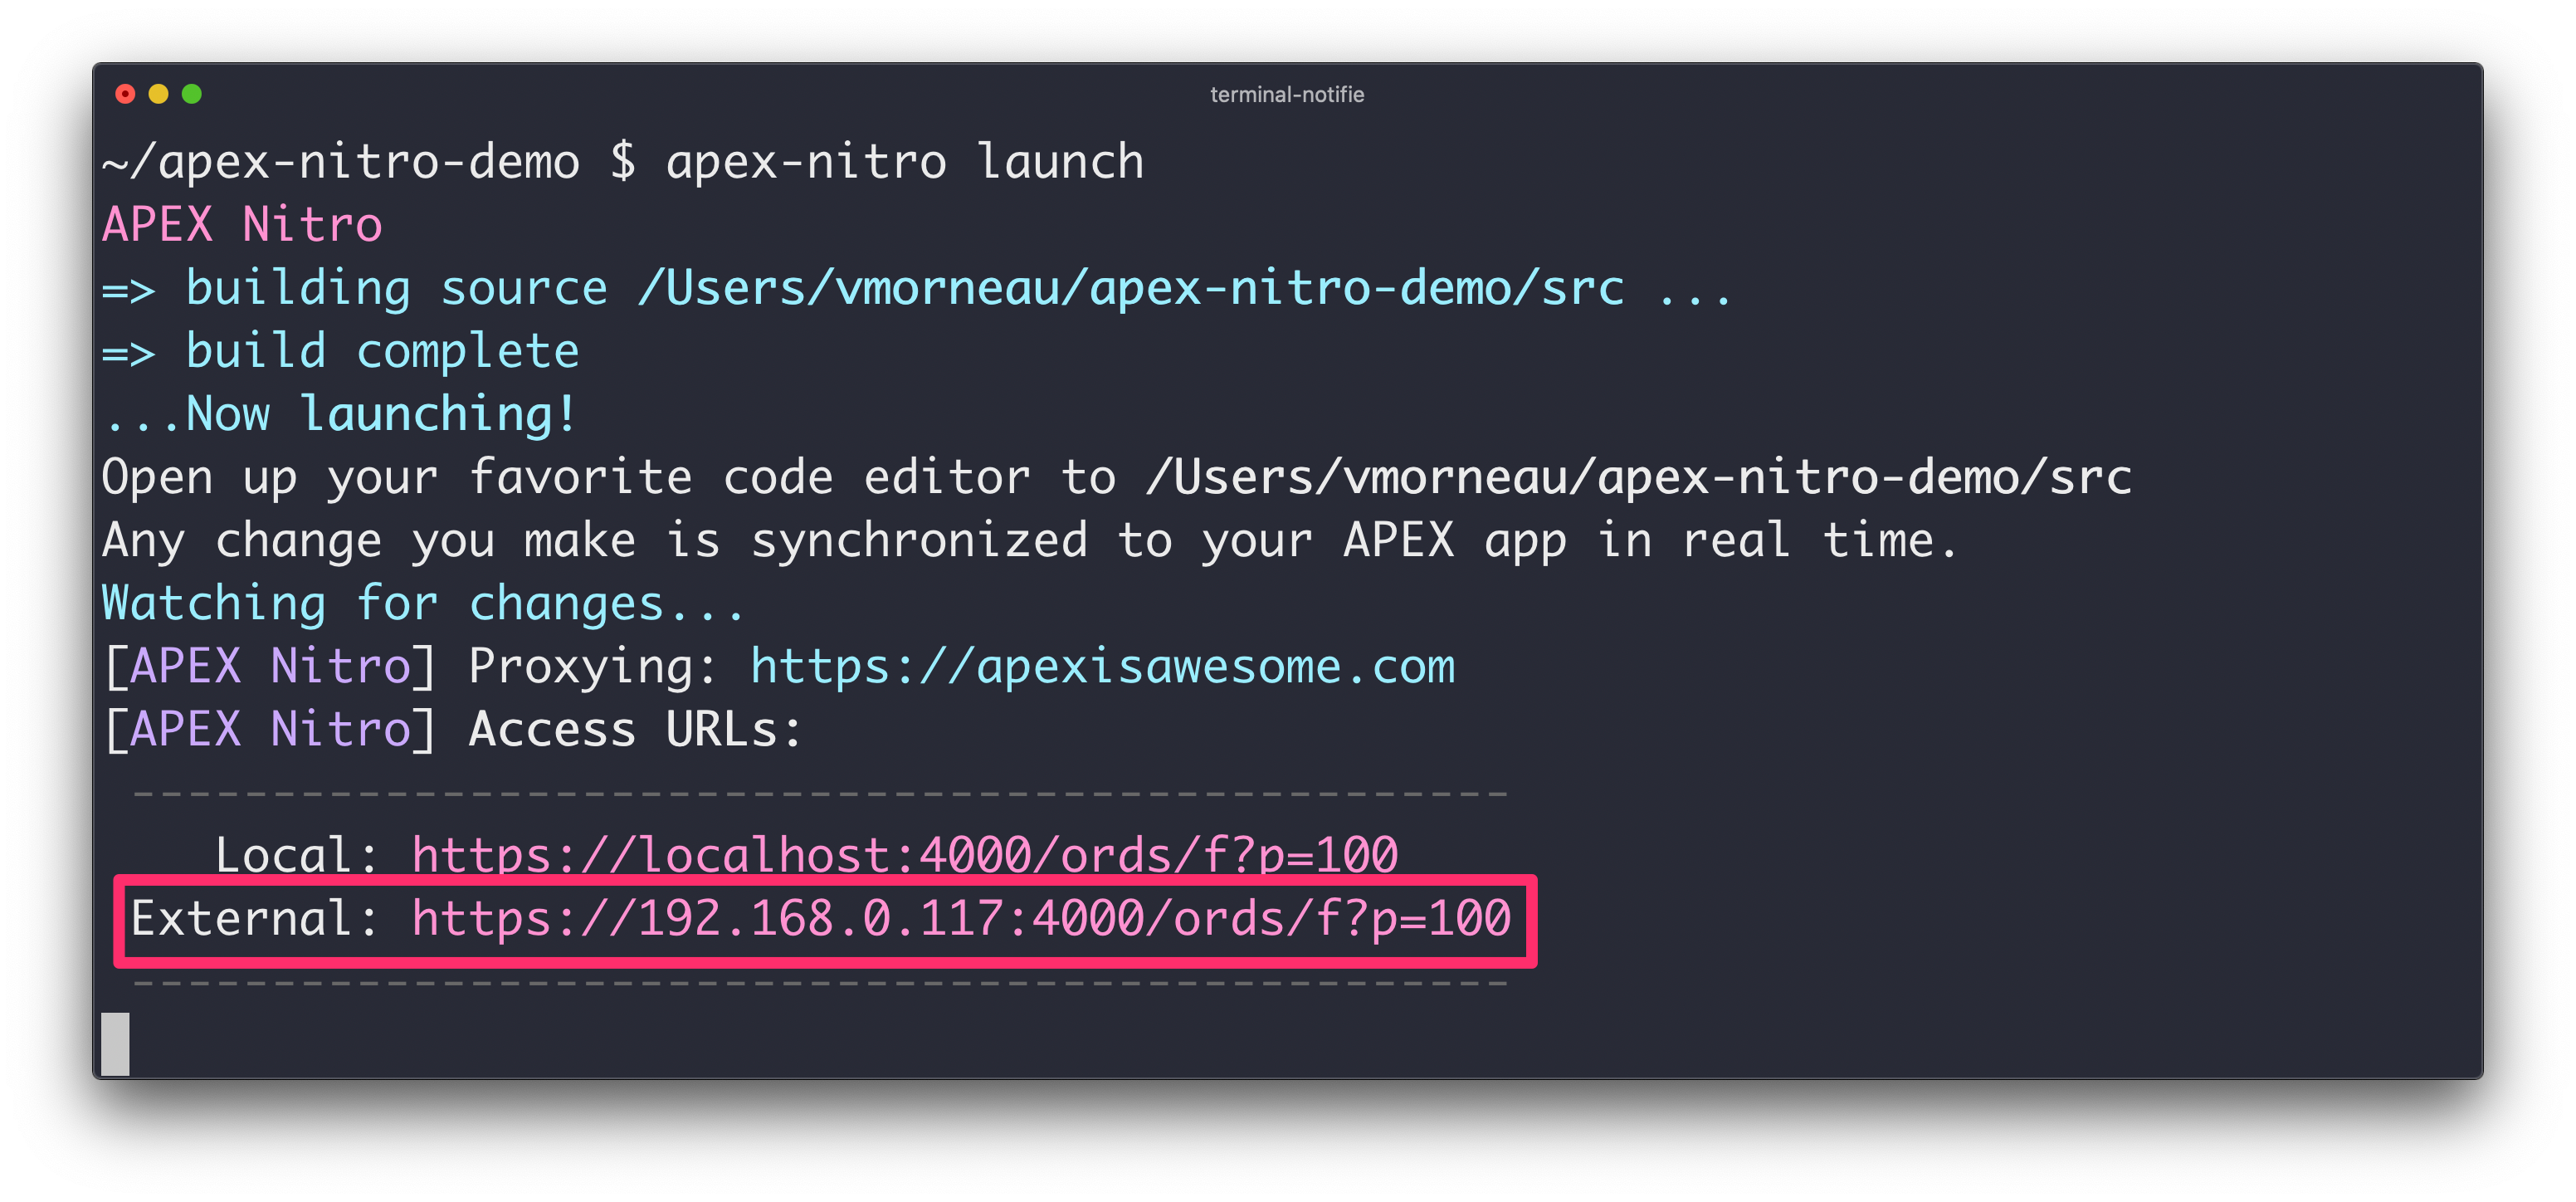 terminal-notifie
~/apex-nitro-demo $ apex-nitro launch
APEX Nitro
=> building source /Users/vmorneau/apex-nitro-demo/src ...
=> build complete
...Now launching!
Open up your favorite code editor to /Users/vmorneau/apex-nitro-demo/src
Any change you make is synchronized to your APEX app in real time.
Watching for changes...
[APEX Nitro] Proxying: https://apexisawesome.com
[APEX Nitro] Access URLs:
-------------------------------------------------
Local: https://localhost:4000/ords/f?p=100
External: https://192.168.0.117:4000/ords/f?p=100
-------------------------------------------------